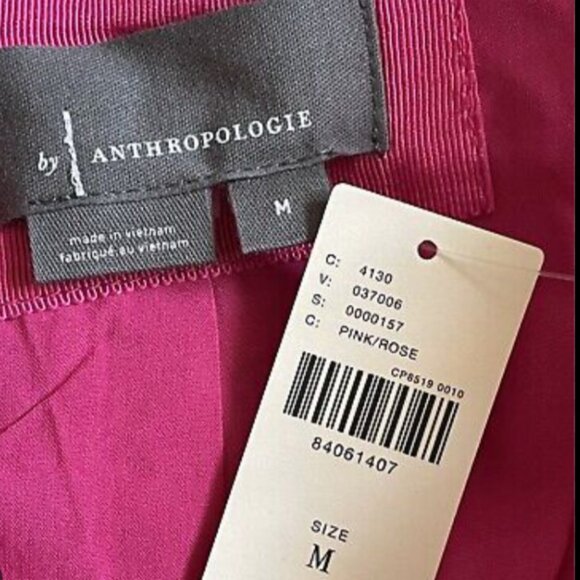 by ANTHROPOLOGIE
M
made in vietnam
fabriqué au vietnam
C: 4130
V: 037006
S: 0000157
C: PINK/ROSE
CP8519 0010
84061407
SIZE
M